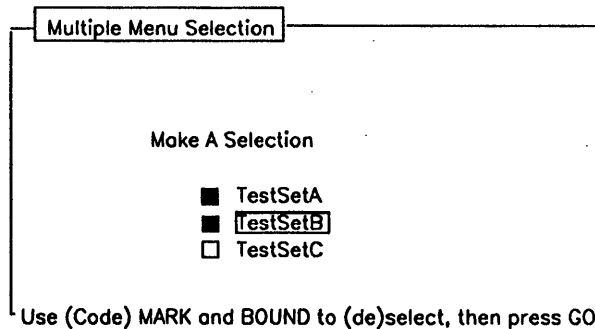 Multiple Menu Selection
Make A Selection
TestSetA
TestSetB
TestSetC
Use (Code) MARK and BOUND to (de)select, then press GO